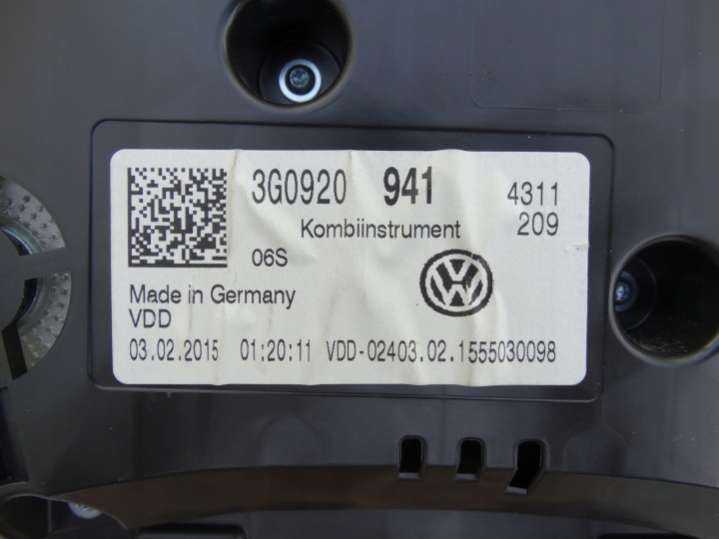 3G0920 941 4311
Kombiinstrument 209
06S
Made in Germany
VDD
03.02.2015 01:20:11 VDD-02403.02.1555030098